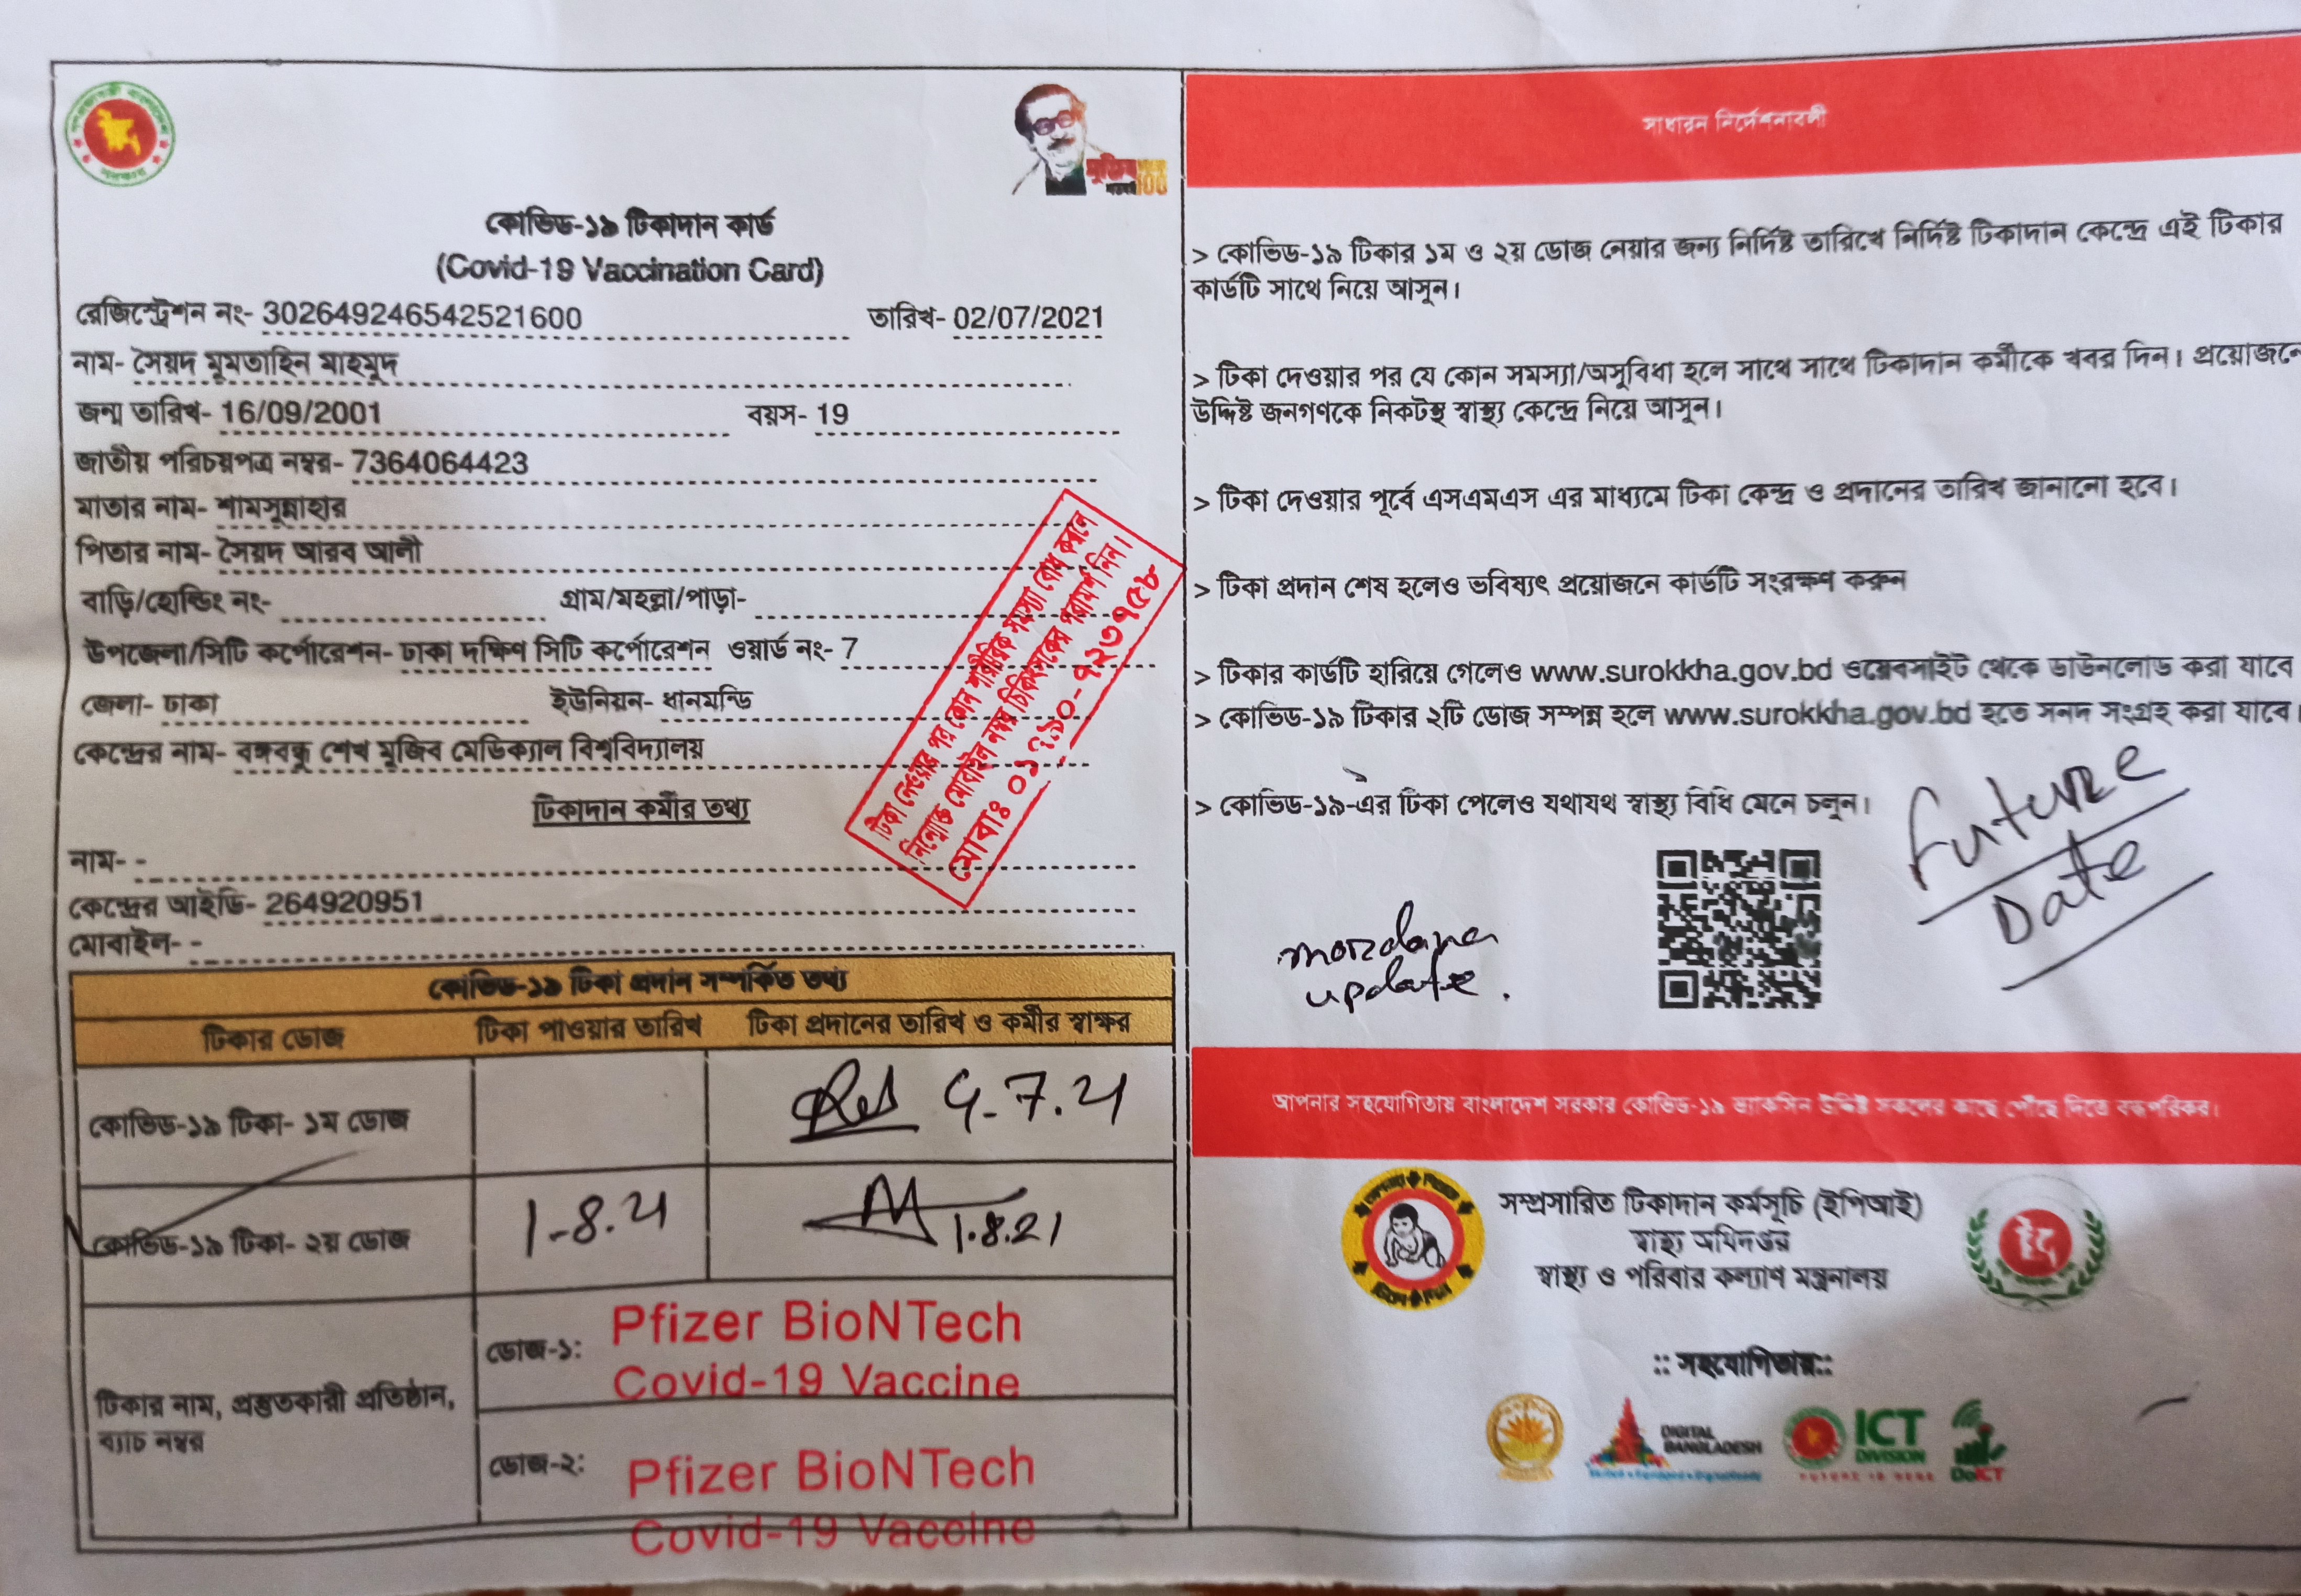 কোভিড-১৯ টিকাদান কার্ড
(Covid-19 Vaccination Card)
রেজিস্ট্রেশন নং- 302649246542521600 তারিখ- 02/07/2021
নাম- সৈয়দ মুমতাহিন মাহমুদ
জন্ম তারিখ- 16/09/2001 বয়স- 19
জাতীয় পরিচয়পত্র নম্বর- 7364064423
মাতার নাম- শামসুন্নাহার
পিতার নাম- সৈয়দ আরব আলী
বাড়ি/হোল্ডিং নং- গ্রাম/মহল্লা/পাড়া-
উপজেলা/সিটি কর্পোরেশন- ঢাকা দক্ষিণ সিটি কর্পোরেশন ওয়ার্ড নং- 7
জেলা- ঢাকা ইউনিয়ন- ধানমন্ডি
কেন্দ্রের নাম- বঙ্গবন্ধু শেখ মুজিব মেডিক্যাল বিশ্ববিদ্যালয়
টিকাদান কর্মীর তথ্য
নাম- -
কেন্দ্রের আইডি- 264920951
মোবাইল- -
টিকা নেওয়ার পর কোন শারীরিক সমস্যা বোধ করলে
নিম্নোক্ত মোবাইল নম্বর চিকিৎসকের পরামর্শ নিন।
মোবাঃ
কোভিড-১৯ টিকা প্রদান সম্পর্কিত তথ্য
টিকার ডোজ টিকা পাওয়ার তারিখ টিকা প্রদানের তারিখ ও কর্মীর স্বাক্ষর
কোভিড-১৯ টিকা- ১ম ডোজ 7.21
কোভিড-১৯ টিকা- ২য় ডোজ 1-8.21 1.8.21
টিকার নাম, প্রস্তুতকারী প্রতিষ্ঠান,
ব্যাচ নম্বর
ডোজ-১: Pfizer BioNTech
Covid-19 Vaccine
ডোজ-২: Pfizer BioNTech
Covid-19 Vaccine
সাধারন নির্দেশনাবলী
> কোভিড-১৯ টিকার ১ম ও ২য় ডোজ নেয়ার জন্য নির্দিষ্ট তারিখে নির্দিষ্ট টিকাদান কেন্দ্রে এই টিকার
কার্ডটি সাথে নিয়ে আসুন।
> টিকা দেওয়ার পর যে কোন সমস্যা/অসুবিধা হলে সাথে সাথে টিকাদান কর্মীকে খবর দিন। প্রয়োজনে
উদ্দিষ্ট জনগণকে নিকটস্থ স্বাস্থ্য কেন্দ্রে নিয়ে আসুন।
> টিকা দেওয়ার পূর্বে এসএমএস এর মাধ্যমে টিকা কেন্দ্র ও প্রদানের তারিখ জানানো হবে।
> টিকা প্রদান শেষ হলেও ভবিষ্যৎ প্রয়োজনে কার্ডটি সংরক্ষণ করুন
> টিকার কার্ডটি হারিয়ে গেলেও www.surokkha.gov.bd ওয়েবসাইট থেকে ডাউনলোড করা যাবে
> কোভিড-১৯ টিকার ২টি ডোজ সম্পন্ন হলে www.surokkha.gov.bd হতে সনদ সংগ্রহ করা যাবে।
> কোভিড-১৯-এর টিকা পেলেও যথাযথ স্বাস্থ্য বিধি মেনে চলুন।
Future
Date
update.
আপনার সহযোগিতায় বাংলাদেশ সরকার কোভিড-১৯ ভ্যাকসিন উদ্দিষ্ট সকলের কাছে পৌঁছে দিতে বদ্ধপরিকর।
সম্প্রসারিত টিকাদান কর্মসূচি (ইপিআই)
স্বাস্থ্য অধিদপ্তর
স্বাস্থ্য ও পরিবার কল্যাণ মন্ত্রনালয়
:: সহযোগিতায়::
DIGITAL
BANGLADESH
ICT
DIVISION
FUTURE IS HERE
DoICT